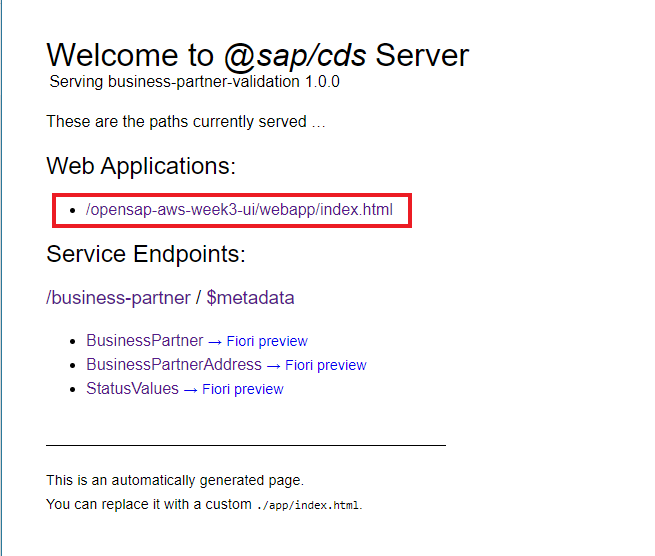 Welcome to @sap/cds Server
Serving business-partner-validation 1.0.0
These are the paths currently served …
Web Applications:
• /opensap-aws-week3-ui/webapp/index.html
Service Endpoints:
/business-partner / $metadata
• BusinessPartner → Fiori preview
• BusinessPartnerAddress → Fiori preview
• StatusValues → Fiori preview
This is an automatically generated page.
You can replace it with a custom ./app/index.html.